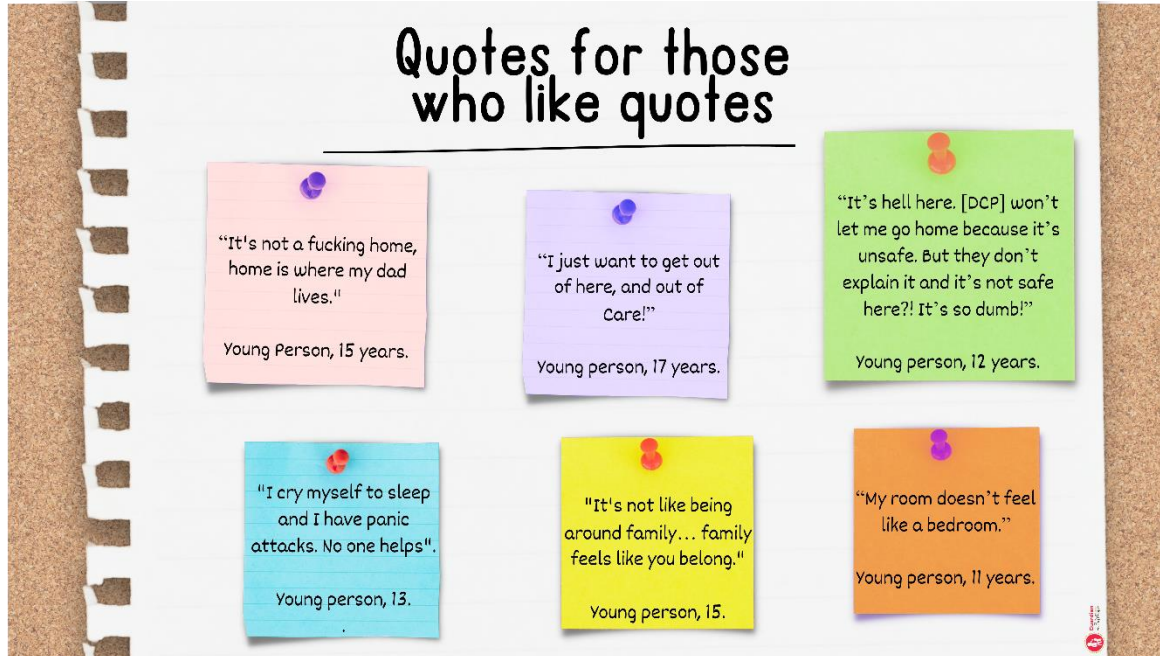 Quotes for those
who like quotes
“It's not a fucking home,
home is where my dad
lives."
Young Person, 15 years.
“I just want to get out
of here, and out of
Care!”
Young person, 17 years.
“It’s hell here. [DCP] won’t
let me go home because it’s
unsafe. But they don’t
explain it and it’s not safe
here?! It’s so dumb!”
Young person, 12 years.
"I cry myself to sleep
and I have panic
attacks. No one helps".
Young person, 13.
.
"It's not like being
around family... family
feels like you belong."
Young person, 15.
“My room doesn’t feel
like a bedroom.”
Young person, 11 years.
Guardian